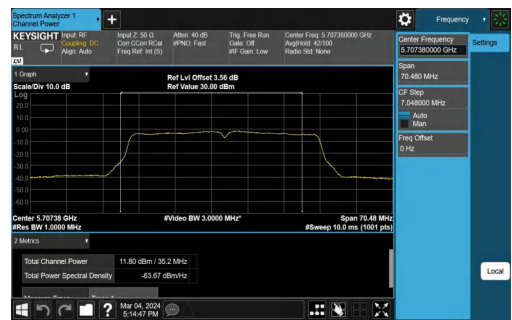 Spectrum Analyzer 1
Channel Power
Frequency
KEYSIGHT
RL
Input: RF
Coupling: DC
Align: Auto
Input Z: 50 Ω
Corr CCorr RCal
Freq Ref: Int (S)
Atten: 40 dB
#PNO: Fast
Trig: Free Run
Gate: Off
#IF Gain: Low
Center Freq: 5.707380000 GHz
Avg|Hold: 42/100
Radio Std: None
Center Frequency
5.707380000 GHz
Settings
Span
70.480 MHz
CF Step
7.048000 MHz
Auto
Man
Freq Offset
0 Hz
1 Graph
Scale/Div 10.0 dB
Ref Lvl Offset 3.56 dB
Ref Value 30.00 dBm
Log
20.0
10.0
0.00
-10.0
-20.0
-30.0
-40.0
-50.0
-60.0
Center 5.70738 GHz
#Video BW 3.0000 MHz*
Span 70.48 MHz
#Res BW 1.0000 MHz
#Sweep 10.0 ms (1001 pts)
2 Metrics
Total Channel Power 11.80 dBm / 35.2 MHz
Total Power Spectral Density -63.67 dBm/Hz
Local
?
Mar 04, 2024
5:14:47 PM